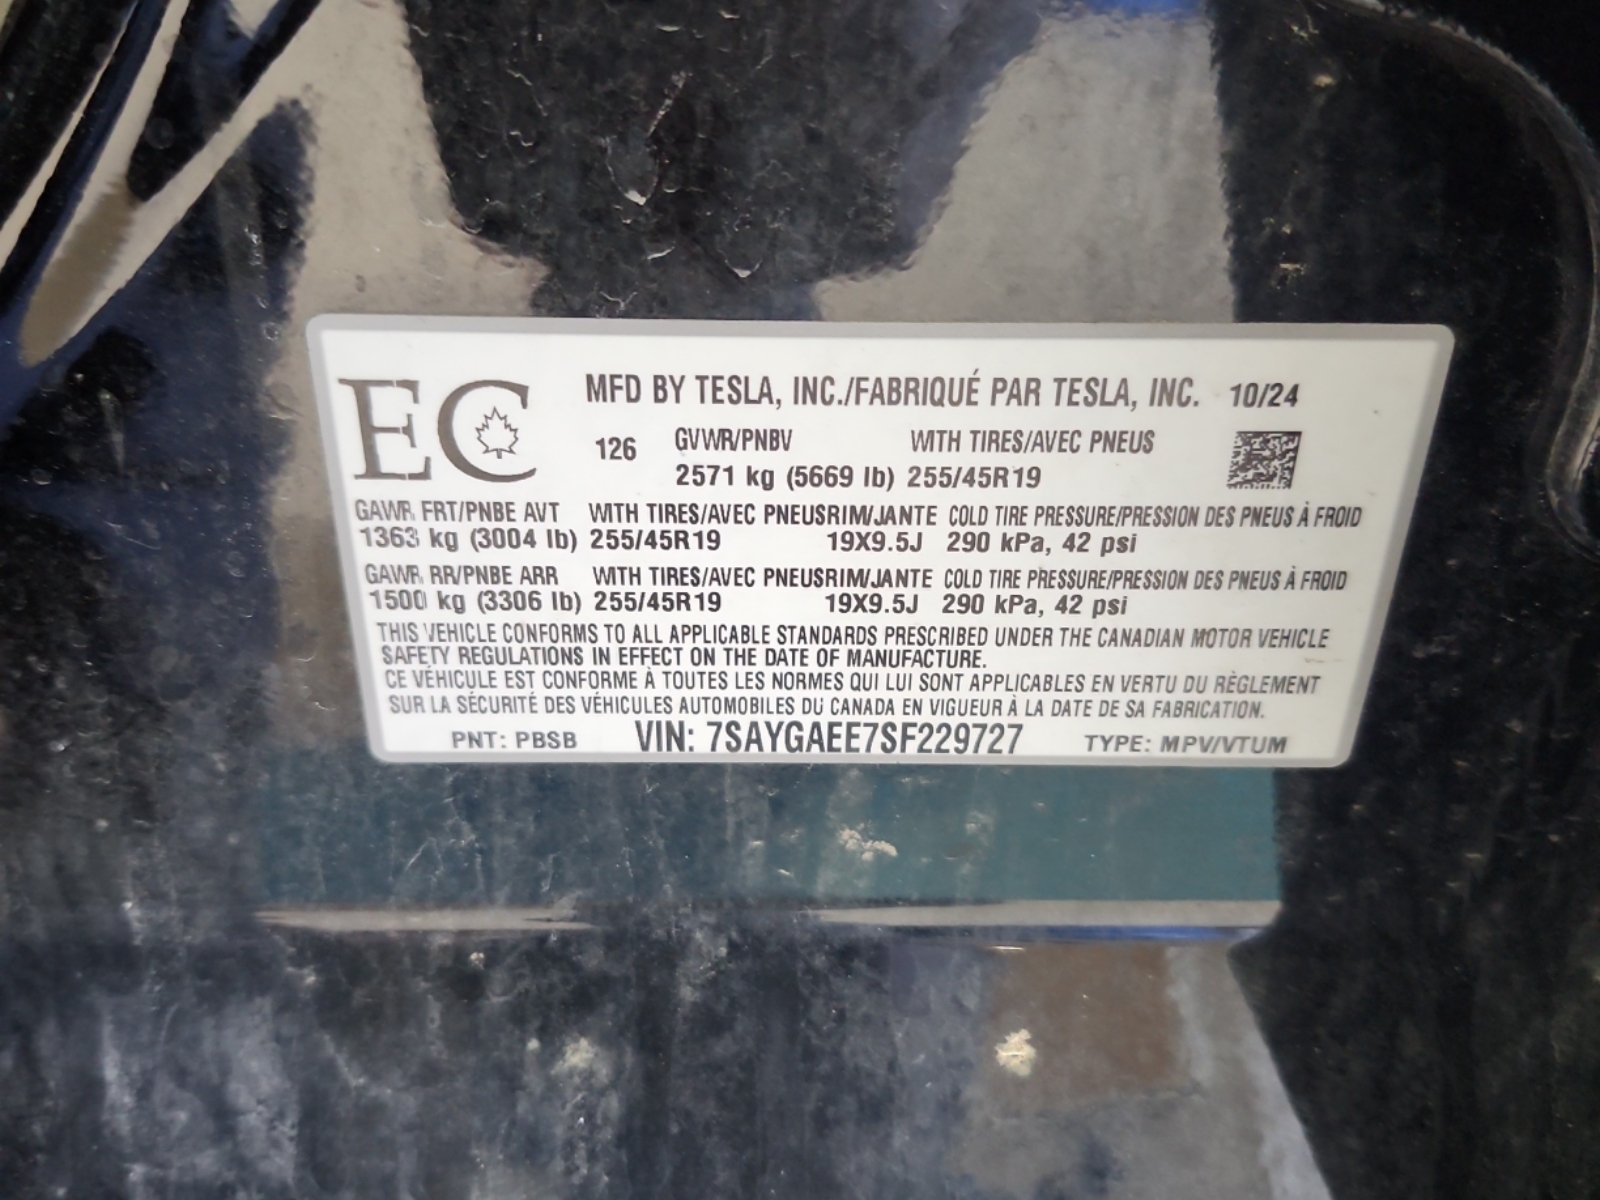 EC MFD BY TESLA, INC./FABRIQUÉ PAR TESLA, INC. 10/24
126 GVWR/PNBV WITH TIRES/AVEC PNEUS
2571 kg (5669 lb) 255/45R19
GAWR FRT/PNBE AVT WITH TIRES/AVEC PNEUS RIM/JANTE COLD TIRE PRESSURE/PRESSION DES PNEUS À FROID
1363 kg (3004 lb) 255/45R19 19X9.5J 290 kPa, 42 psi
GAWR RR/PNBE ARR WITH TIRES/AVEC PNEUS RIM/JANTE COLD TIRE PRESSURE/PRESSION DES PNEUS À FROID
1500 kg (3306 lb) 255/45R19 19X9.5J 290 kPa, 42 psi
THIS VEHICLE CONFORMS TO ALL APPLICABLE STANDARDS PRESCRIBED UNDER THE CANADIAN MOTOR VEHICLE
SAFETY REGULATIONS IN EFFECT ON THE DATE OF MANUFACTURE.
CE VÉHICULE EST CONFORME À TOUTES LES NORMES QUI LUI SONT APPLICABLES EN VERTU DU RÈGLEMENT
SUR LA SÉCURITÉ DES VÉHICULES AUTOMOBILES DU CANADA EN VIGUEUR À LA DATE DE SA FABRICATION.
PNT: PBSB VIN: 7SAYGAEE7SF229727 TYPE: MPV/VTUM